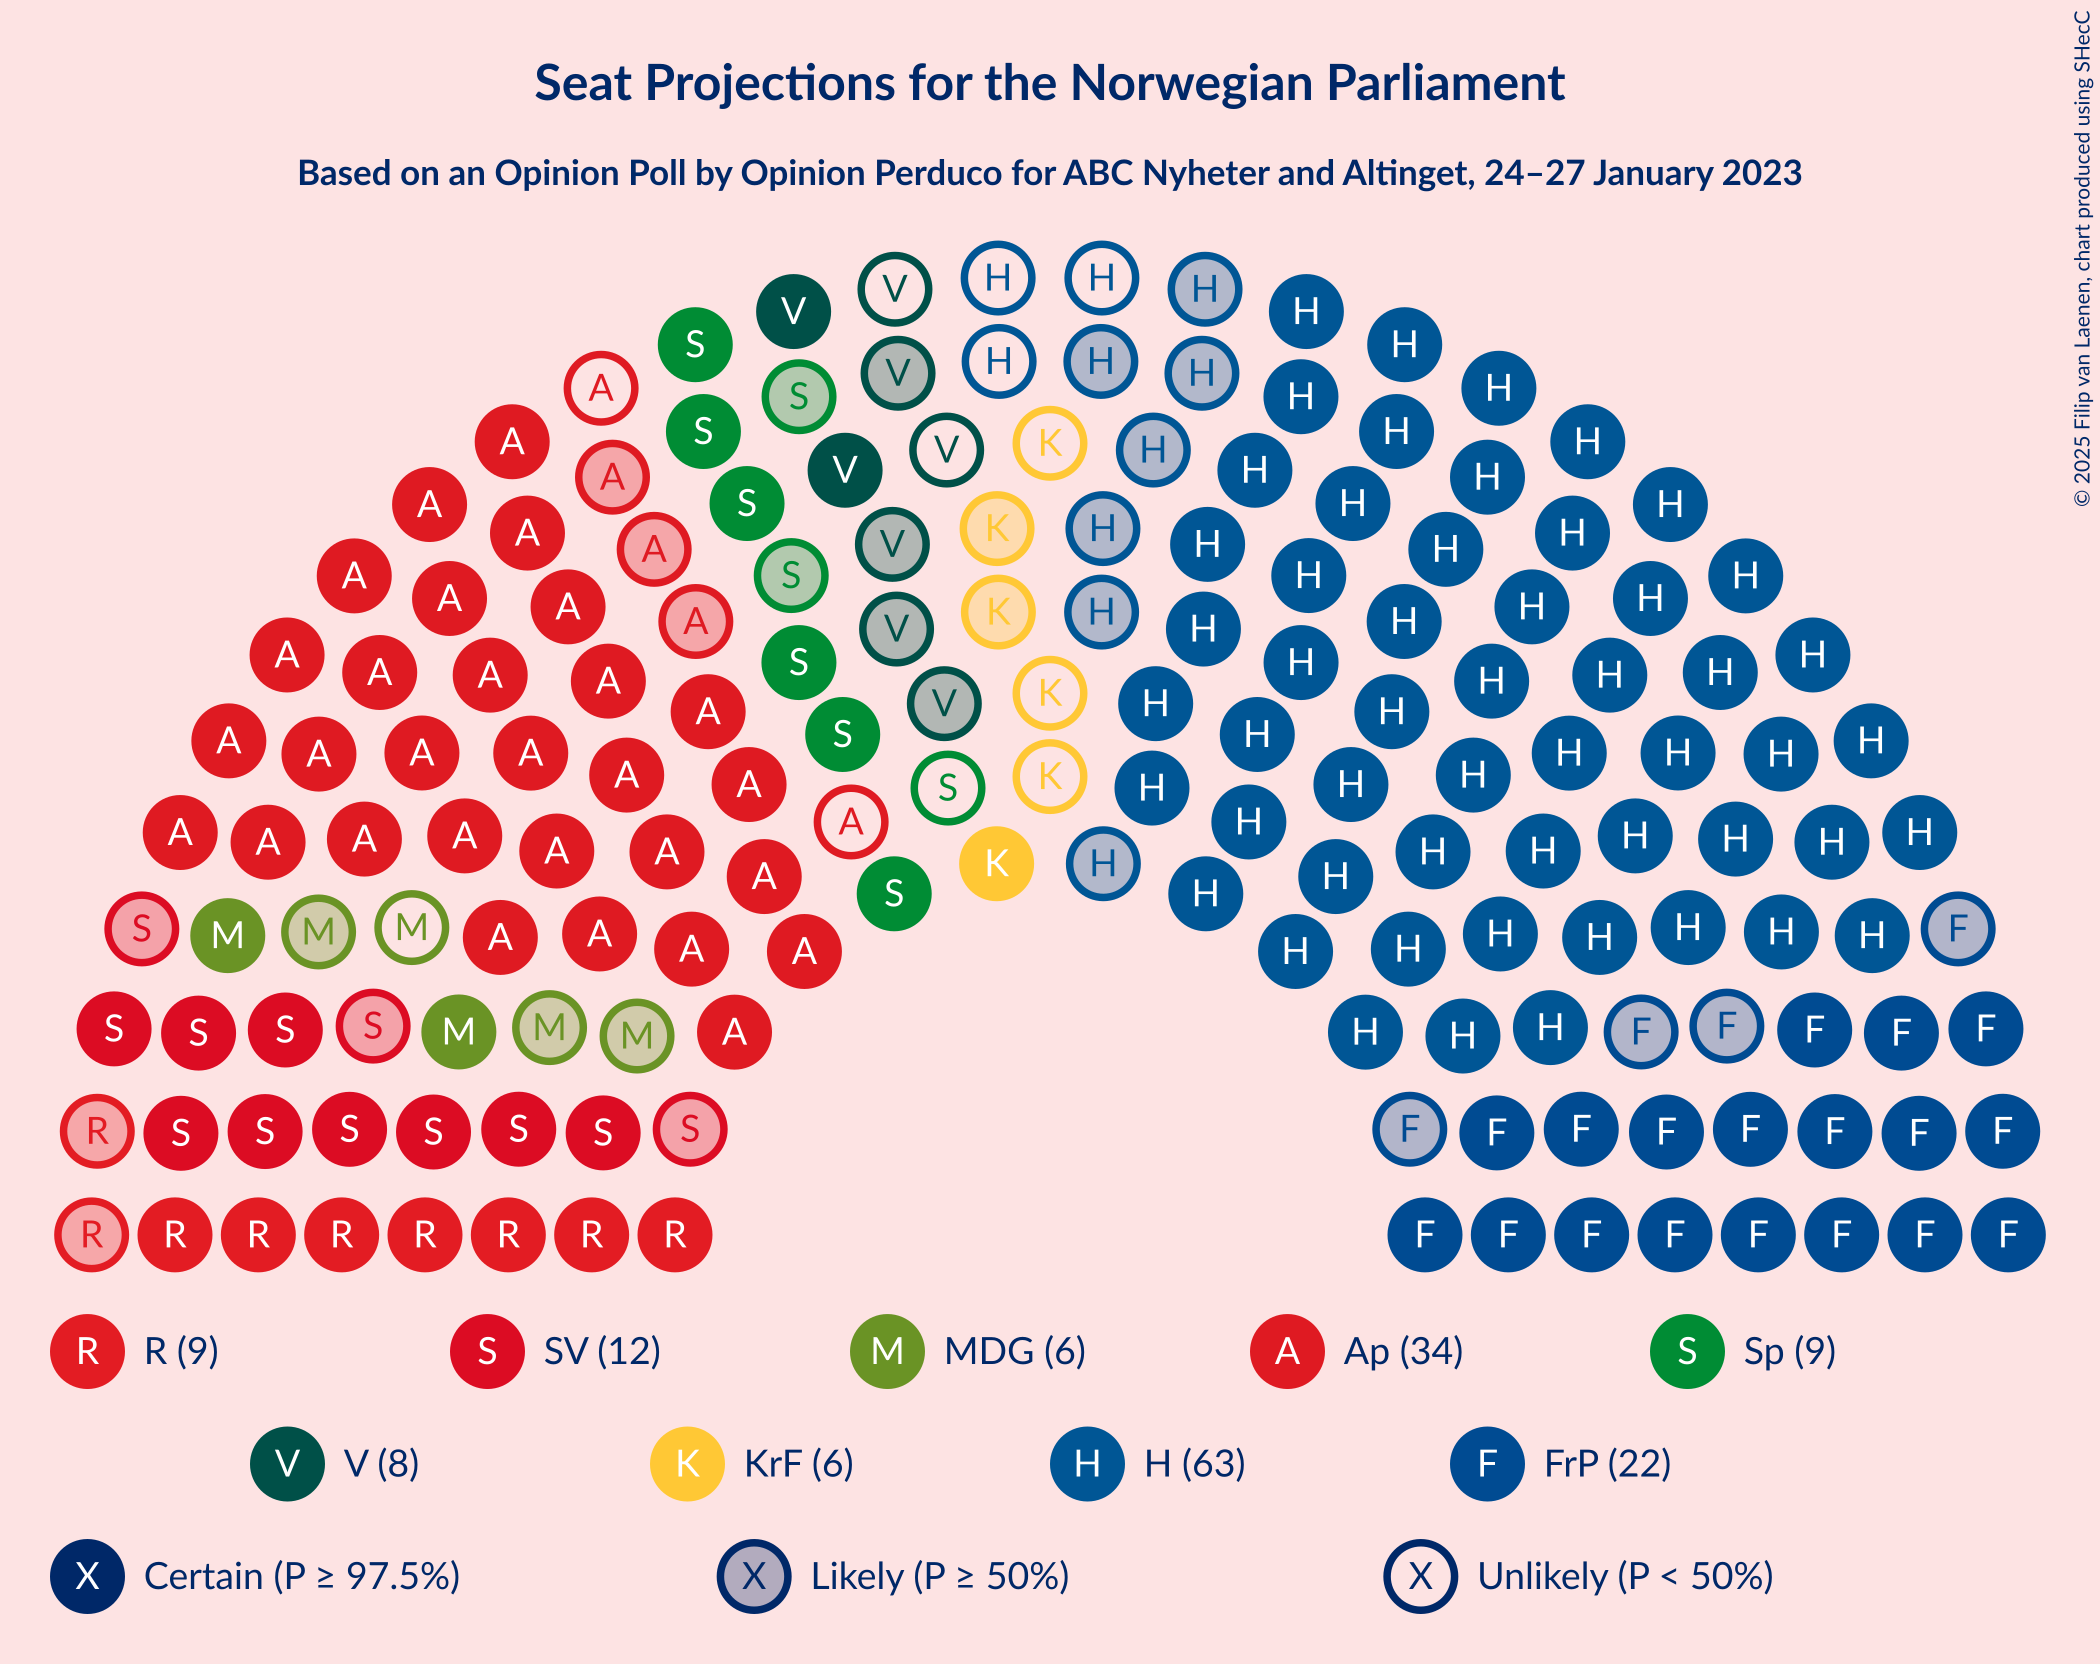 Seat Projections for the Norwegian Parliament
Based on an Opinion Poll by Opinion Perduco for ABC Nyheter and Altinget, 24–27 January 2023
© 2025 Filip van Laenen, chart produced using SHecC
H H
V H
V H H
S H
V H H
A H
S H
S V H
A H
K
V H
V H
A H
A H
S H
A H
K H
A H
V H
A H
S H
A H
A H
A H
K H
A H
V H
A H
S H
A H
A H
A H
A H
K
A H
V H
A H
S H
A H
A H
A H
A H
A H
K
S H
A H
A H
A H
A H
A H
A H
A H
K H
A H
S H
S M M M A A A A H H H H H H H F
S S S S M M M A H H H F F F F F
R S S S S S S S F F F F F F F F
R R R R R R R R F F F F F F F F
R R (9) S SV (12) M MDG (6) A Ap (34) S Sp (9)
V V (8) K KrF (6) H H (63) F FrP (22)
X Certain (P ≥ 97.5%) X Likely (P ≥ 50%) X Unlikely (P < 50%)